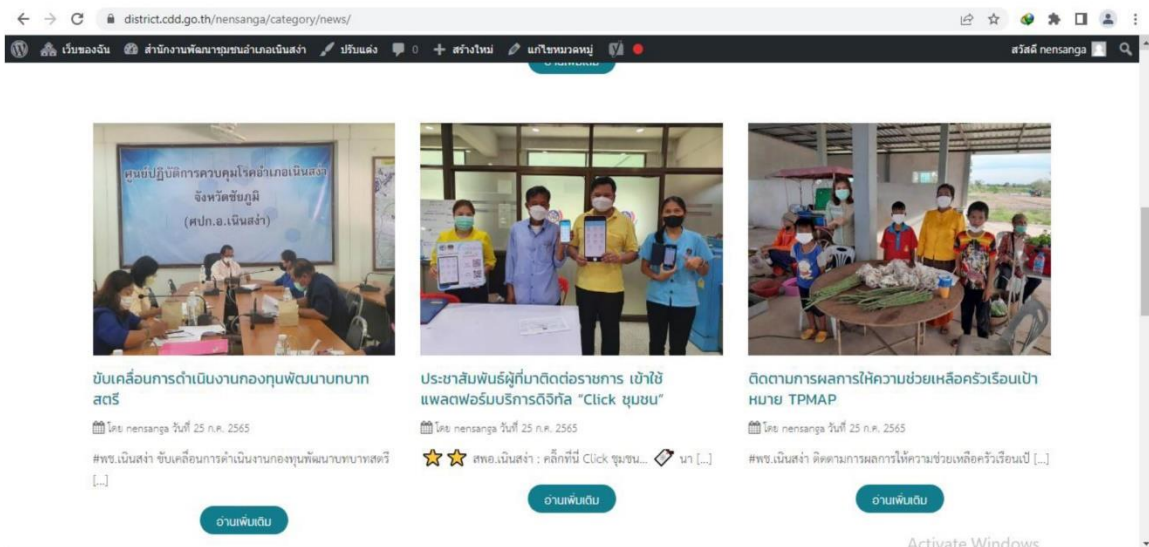 district.cdd.go.th/nensanga/category/news/
เว็บของฉัน สำนักงานพัฒนาชุมชนอำเภอเนินสง่า ปรับแต่ง 0 + สร้างใหม่ แก้ไขหมวดหมู่ สวัสดี nensanga
อ่านเพิ่มเติม
ศูนย์ปฏิบัติการควบคุมโรคอำเภอเนินสง่า
จังหวัดชัยภูมิ
(ศปก.อ.เนินสง่า)
ขับเคลื่อนการดำเนินงานกองทุนพัฒนาบทบาท
สตรี
โดย nensanga วันที่ 25 ก.ค. 2565
#พช.เนินสง่า ขับเคลื่อนการดำเนินงานกองทุนพัฒนาบทบาทสตรี
[...]
อ่านเพิ่มเติม
ประชาสัมพันธ์ผู้ที่มาติดต่อราชการ เข้าใช้
แพลตฟอร์มบริการดิจิทัล “Click ชุมชน”
โดย nensanga วันที่ 25 ก.ค. 2565
สพอ.เนินสง่า : คลิ๊กที่นี่ Click ชุมชน... นา [...]
อ่านเพิ่มเติม
ติดตามการผลการให้ความช่วยเหลือครัวเรือนเป้า
หมาย TPMAP
โดย nensanga วันที่ 25 ก.ค. 2565
#พช.เนินสง่า ติดตามการผลการให้ความช่วยเหลือครัวเรือนเป้ [...]
อ่านเพิ่มเติม
Activate Windows